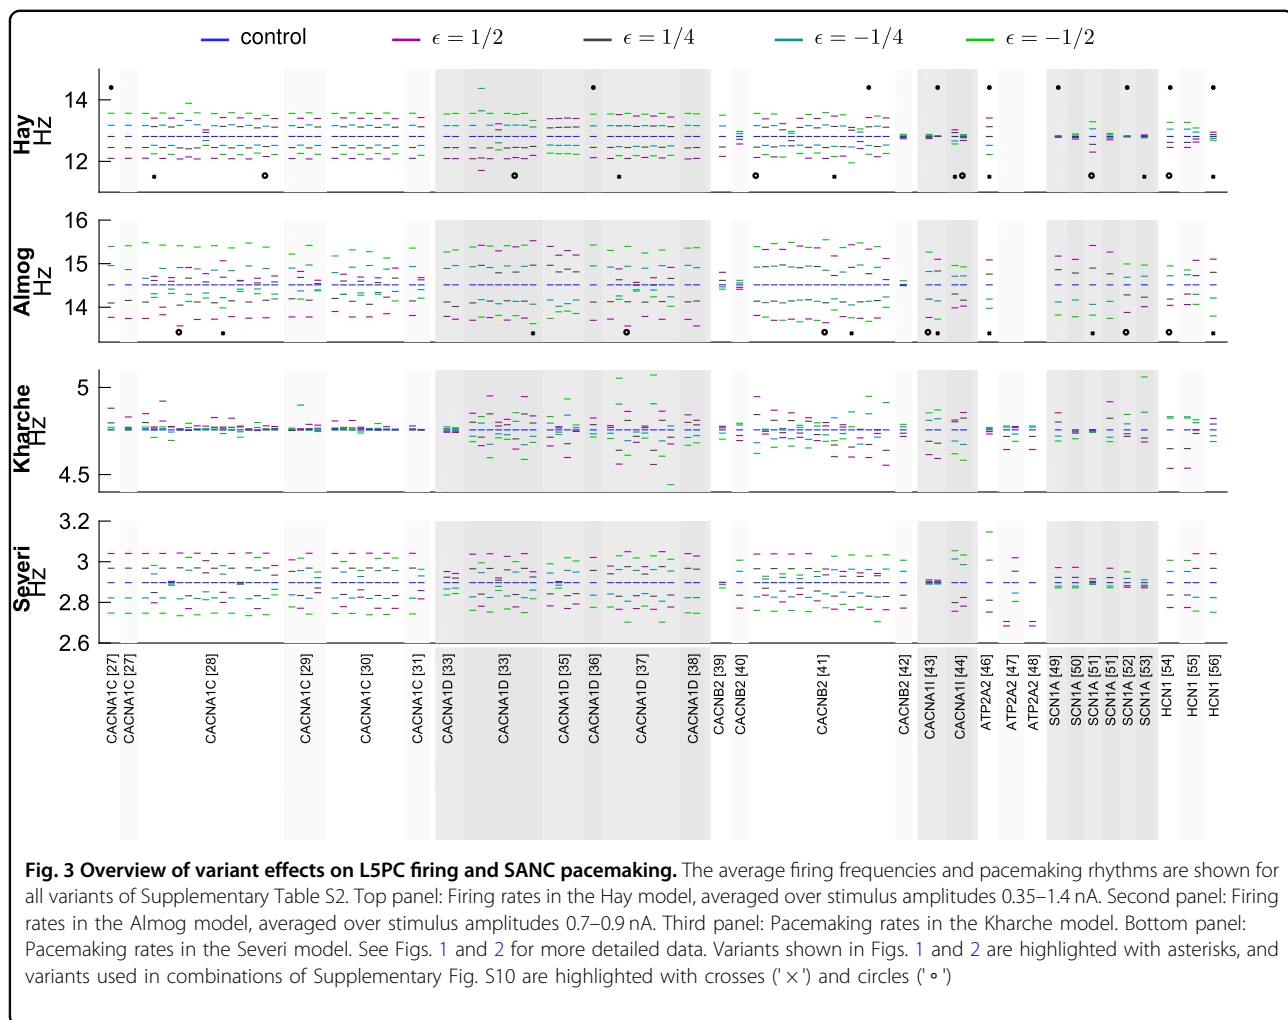 control ϵ = 1/2 ϵ = 1/4 ϵ = −1/4 ϵ = −1/2
Hay
Hz
14
12
Almog
Hz
16
15
14
Kharche
Hz
5
4.5
Severi
Hz
3.2
3
2.8
2.6
CACNA1C [27]
CACNA1C [27]
CACNA1C [28]
CACNA1C [29]
CACNA1C [30]
CACNA1C [31]
CACNA1D [33]
CACNA1D [33]
CACNA1D [35]
CACNA1D [36]
CACNA1D [37]
CACNA1D [38]
CACNB2 [39]
CACNB2 [40]
CACNB2 [41]
CACNB2 [42]
CACNA1I [43]
CACNA1I [44]
ATP2A2 [46]
ATP2A2 [47]
ATP2A2 [48]
SCN1A [49]
SCN1A [50]
SCN1A [51]
SCN1A [51]
SCN1A [52]
SCN1A [53]
HCN1 [54]
HCN1 [55]
HCN1 [56]
Fig. 3 Overview of variant effects on L5PC firing and SANC pacemaking. The average firing frequencies and pacemaking rhythms are shown for
all variants of Supplementary Table S2. Top panel: Firing rates in the Hay model, averaged over stimulus amplitudes 0.35–1.4 nA. Second panel: Firing
rates in the Almog model, averaged over stimulus amplitudes 0.7–0.9 nA. Third panel: Pacemaking rates in the Kharche model. Bottom panel:
Pacemaking rates in the Severi model. See Figs. 1 and 2 for more detailed data. Variants shown in Figs. 1 and 2 are highlighted with asterisks, and
variants used in combinations of Supplementary Fig. S10 are highlighted with crosses ('×') and circles ('∘')